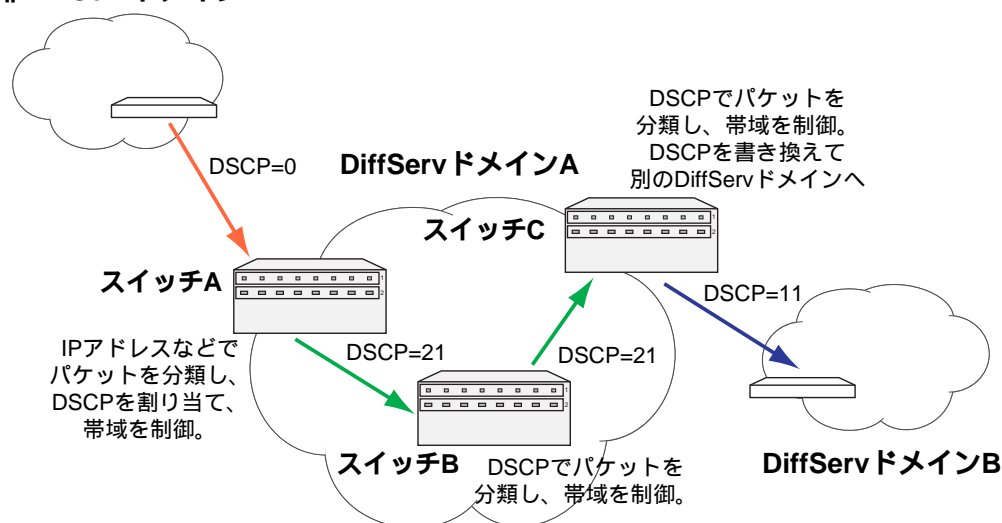 DSCP=0
DSCPでパケットを
分類し、帯域を制御。
DSCPを書き換えて
別のDiffServドメインへ
DiffServドメインA
スイッチC
1
2
スイッチA
1
2
DSCP=11
IPアドレスなどで
パケットを分類し、
DSCPを割り当て、
帯域を制御。
DSCP=21
DSCP=21
1
2
スイッチB
DSCPでパケットを
分類し、帯域を制御。
DiffServドメインB